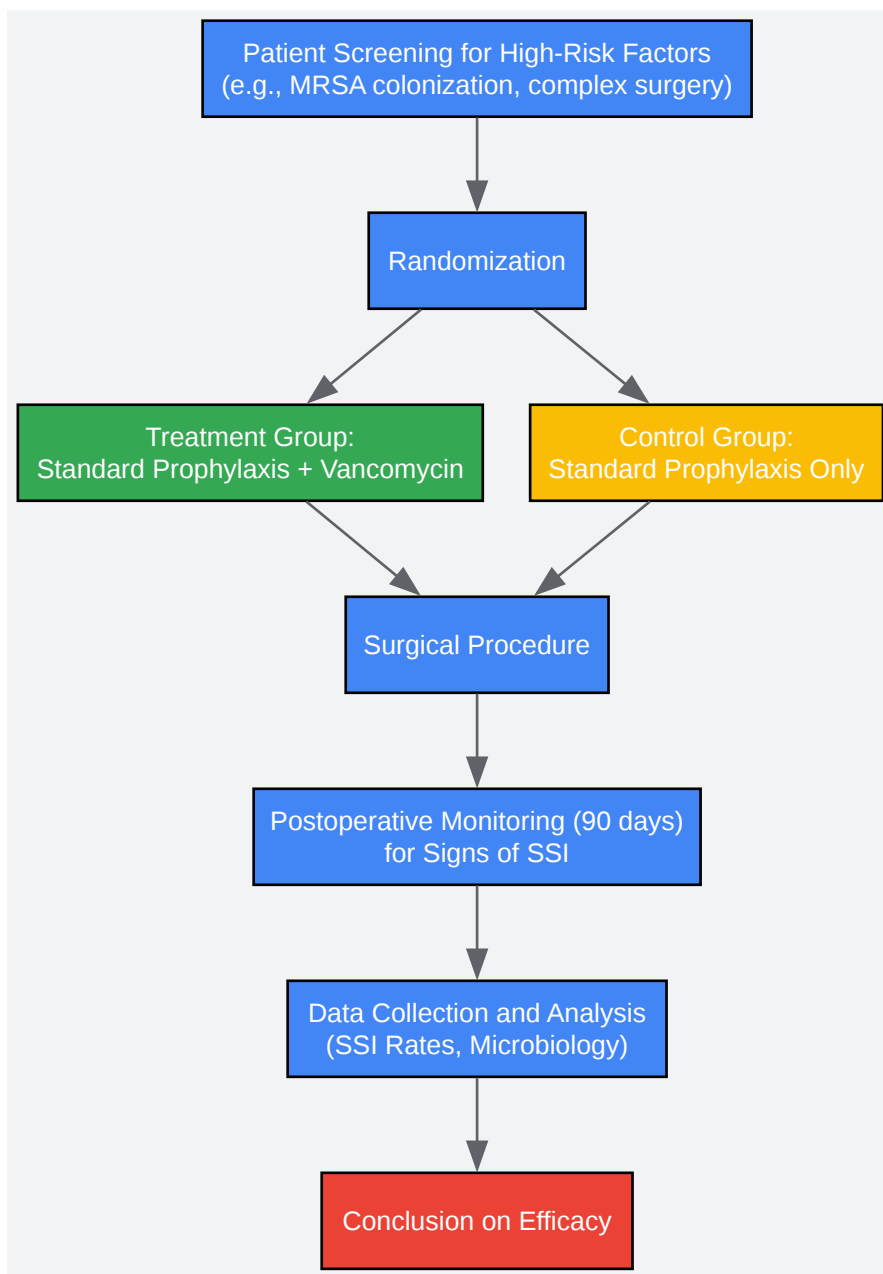 Patient Screening for High-Risk Factors
(e.g., MRSA colonization, complex surgery)
Randomization
Treatment Group:
Standard Prophylaxis + Vancomycin
Control Group:
Standard Prophylaxis Only
Surgical Procedure
Postoperative Monitoring (90 days)
for Signs of SSI
Data Collection and Analysis
(SSI Rates, Microbiology)
Conclusion on Efficacy